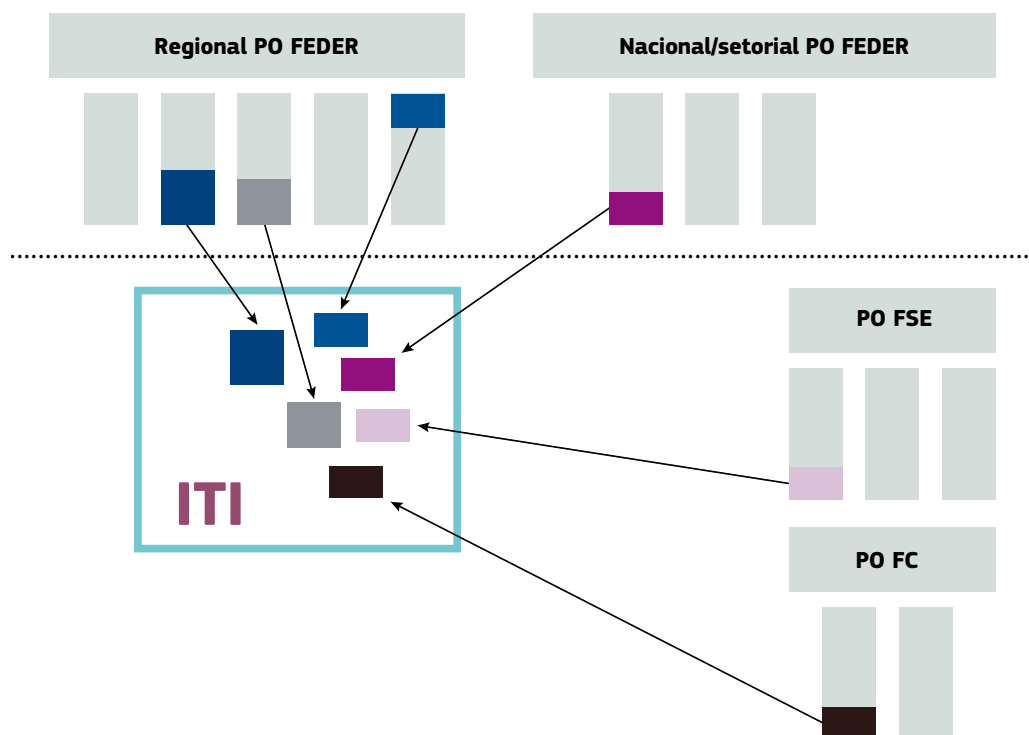 Regional PO FEDER
Nacional/setorial PO FEDER
PO FSE
ITI
PO FC